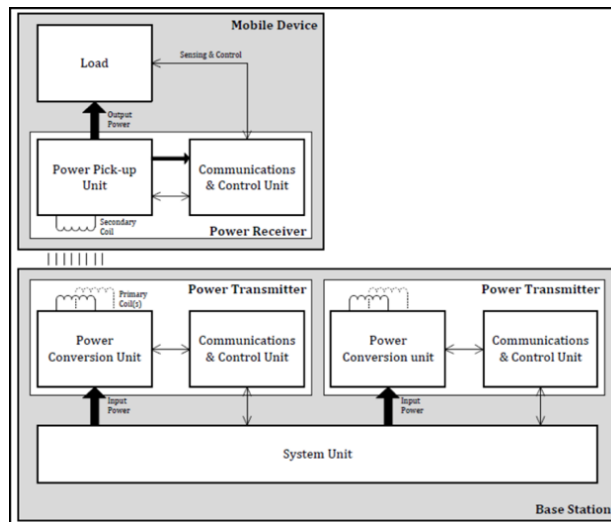 Mobile Device
Load
Sensing & Control
Output
Power
Power Pick-up
Unit
Communications
& Control Unit
Secondary
Coil
Power Receiver
Power Transmitter
Primary
Coil(s)
Power
Conversion Unit
Communications
& Control Unit
Input
Power
Power Transmitter
Power
Conversion unit
Communications
& Control Unit
Input
Power
System Unit
Base Station